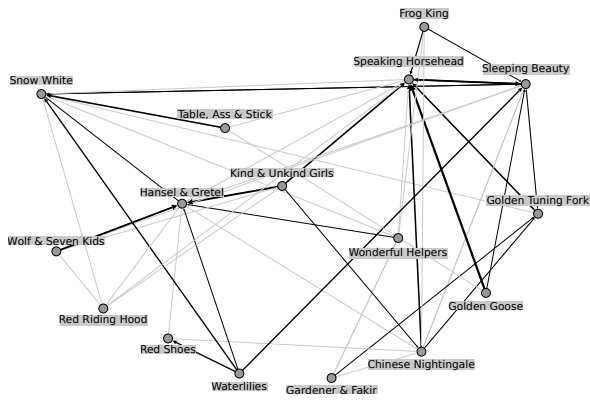 Frog King
Speaking Horsehead
Sleeping Beauty
Snow White
Table, Ass & Stick
Kind & Unkind Girls
Hansel & Gretel
Golden Tuning Fork
Wolf & Seven Kids
Wonderful Helpers
Golden Goose
Red Riding Hood
Red Shoes
Chinese Nightingale
Waterlilies
Gardener & Fakir